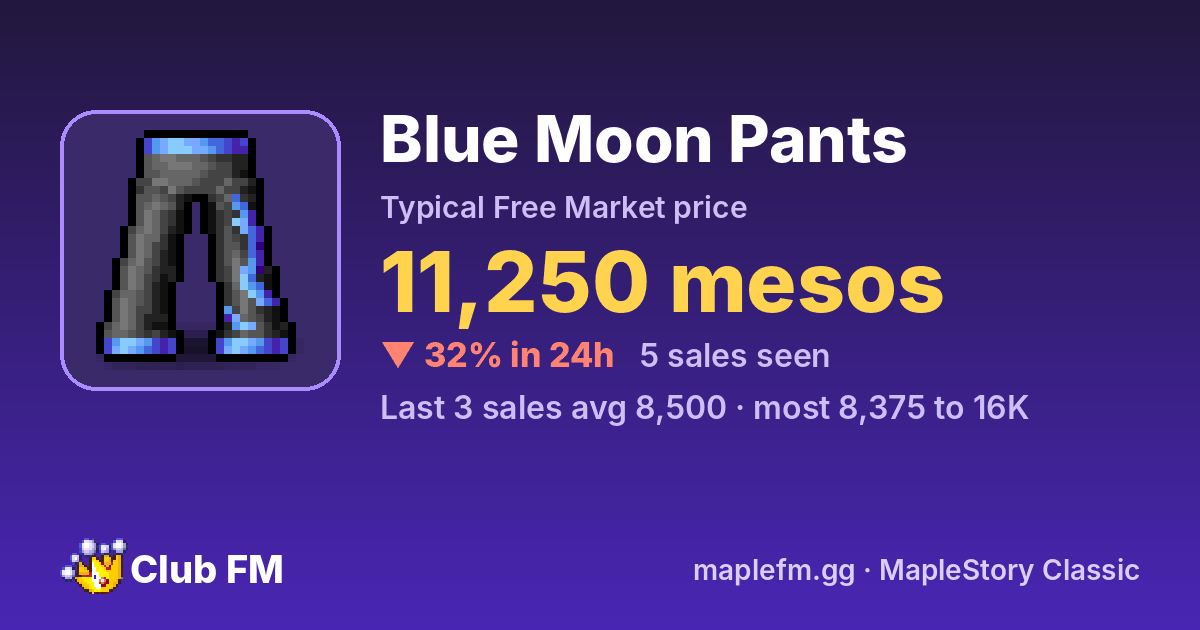 Blue Moon Pants
Typical Free Market price
11,250 mesos
▼ 32% in 24h 5 sales seen
Last 3 sales avg 8,500 · most 8,375 to 16K
Club FM
maplefm.gg · MapleStory Classic